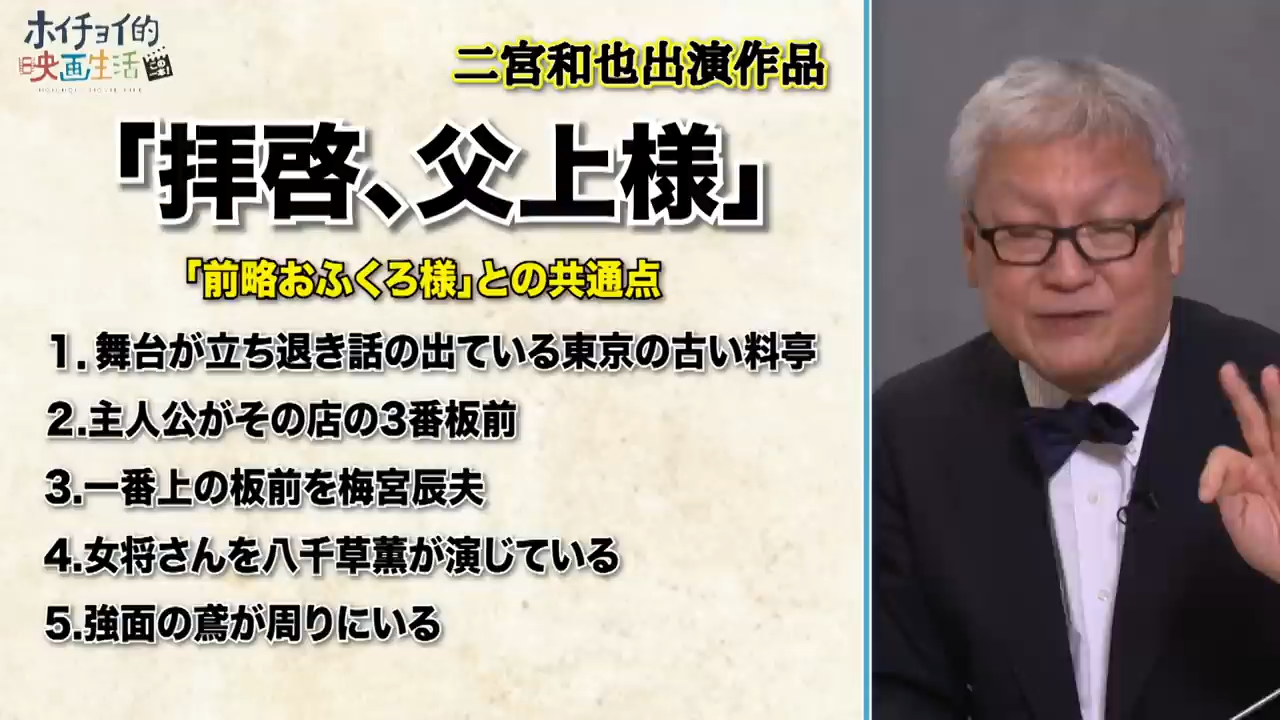 ホイチョイ的
映画生活
この一本!
二宮和也出演作品
「拝啓、父上様」
「前略おふくろ様」との共通点
1. 舞台が立ち退き話の出ている東京の古い料亭
2.主人公がその店の3番板前
3.一番上の板前を梅宮辰夫
4.女将さんを八千草薫が演じている
5.強面の鳶が周りにいる